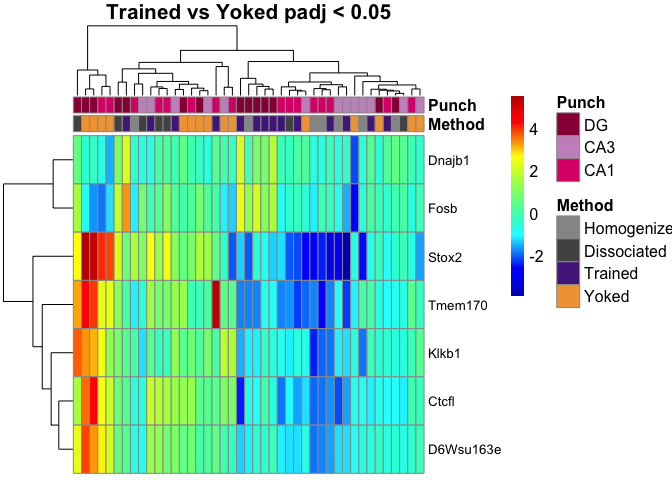 Trained vs Yoked padj < 0.05
Punch
Method
Dnajb1
Fosb
Stox2
Tmem170
Klkb1
Ctcfl
D6Wsu163e
4
2
0
-2
Punch
DG
CA3
CA1
Method
Homogenize
Dissociated
Trained
Yoked